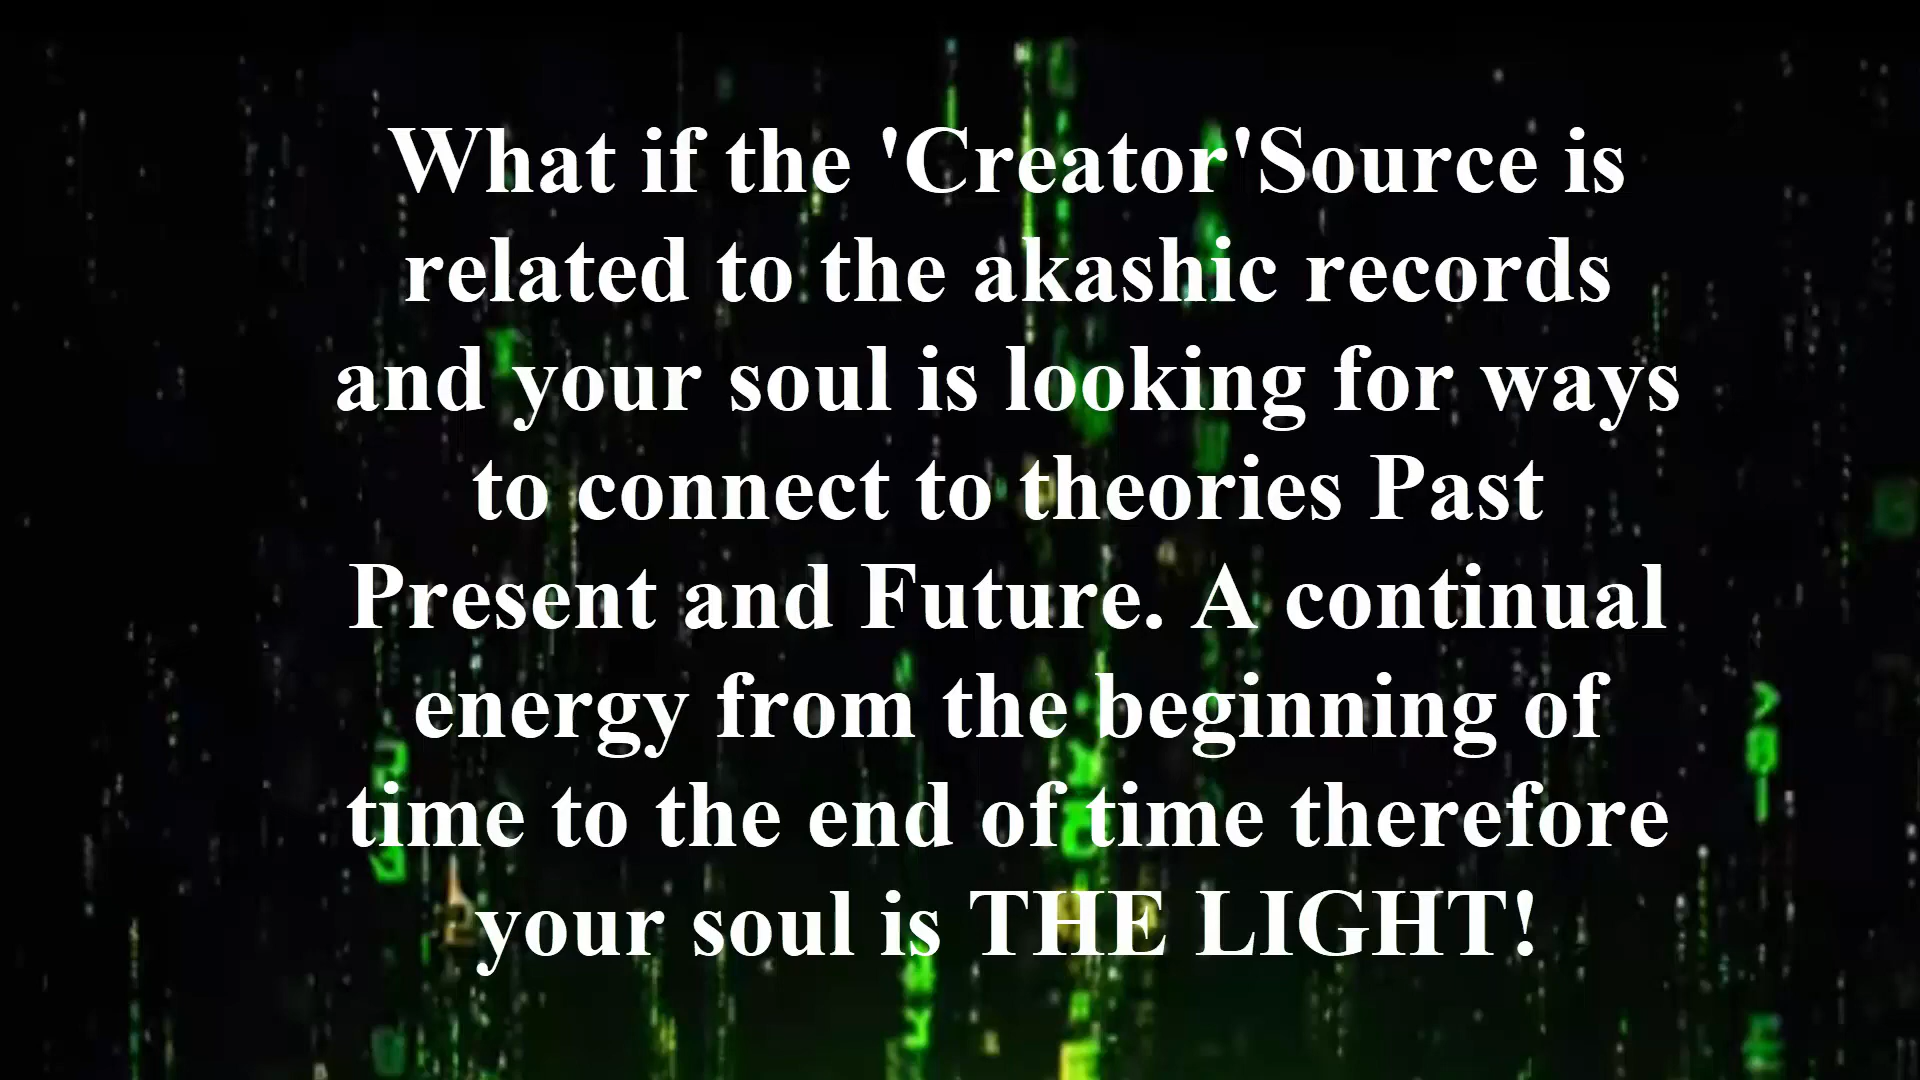 What if the 'Creator'Source is
related to the akashic records
and your soul is looking for ways
to connect to theories Past
Present and Future. A continual
energy from the beginning of
time to the end of time therefore
your soul is THE LIGHT!